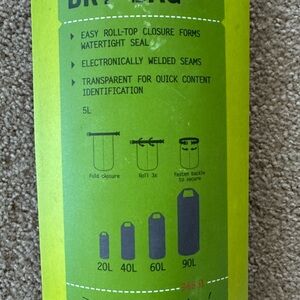 DRY BAG
EASY ROLL-TOP CLOSURE FORMS
WATERTIGHT SEAL
ELECTRONICALLY WELDED SEAMS
TRANSPARENT FOR QUICK CONTENT
IDENTIFICATION
5L
Fold closure
Roll 3x
Fasten buckle
to secure
20L 40L 60L 90L